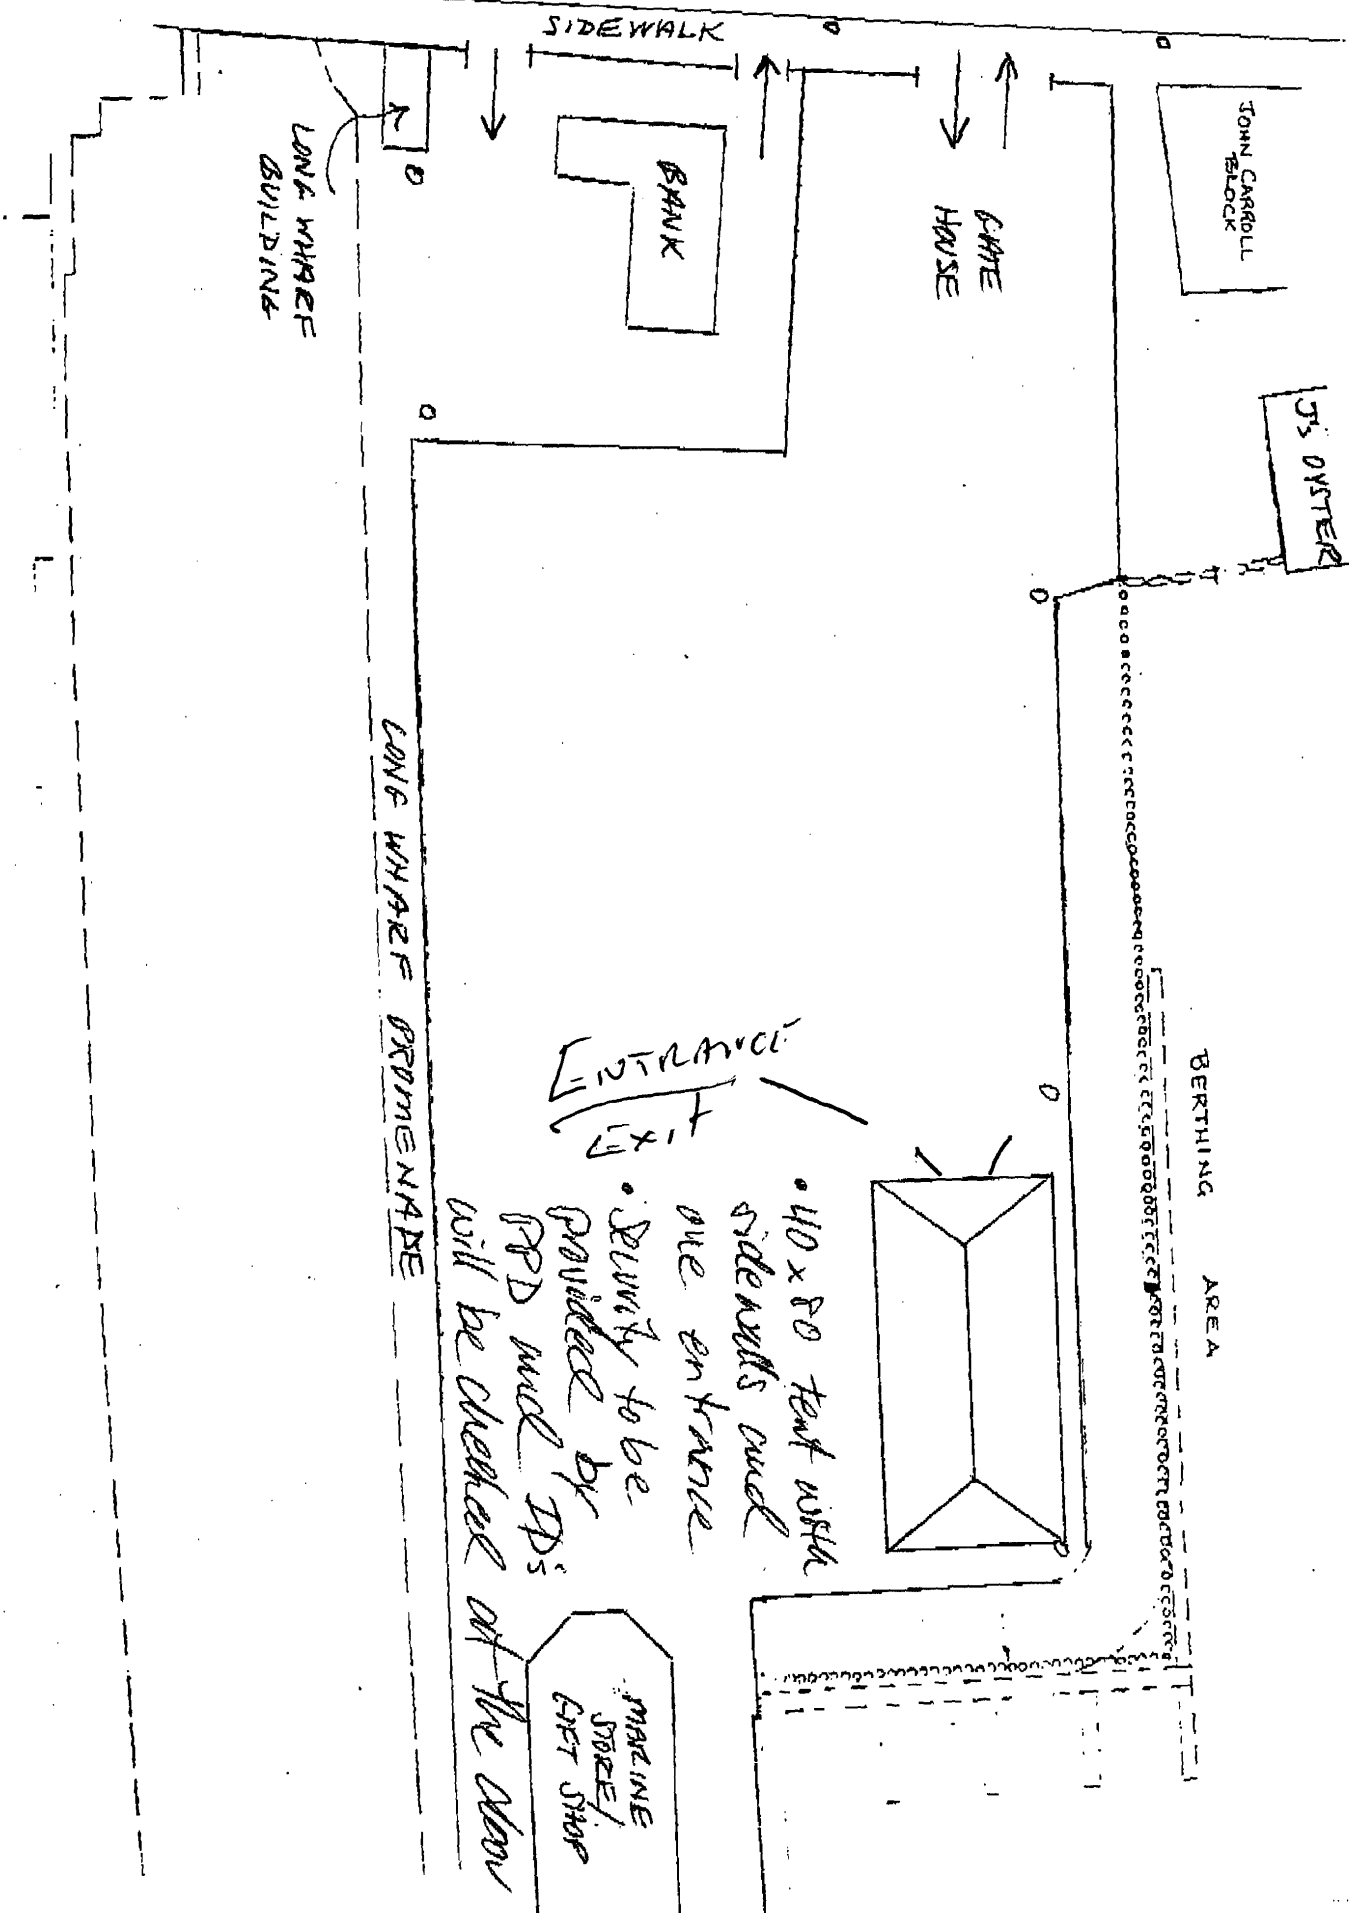 SIDEWALK
JOHN CARROLL
BLOCK
J's OYSTER
GATE
HOUSE
BANK
LONG WHARF
BUILDING
LONG WHARF PROMENADE
BERTHING AREA
ENTRANCE
EXIT
• 40 x 80 tent with
sidewalls and
one entrance
• Security to be
provided by
PPD and ID's
will be checked at the door
MARINE
STORE/
GIFT SHOP